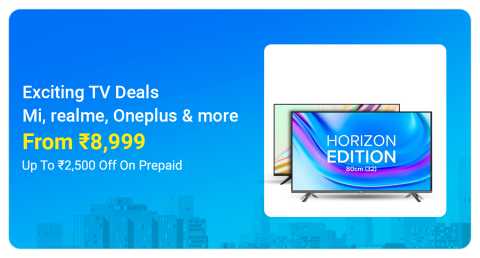 Exciting TV Deals
Mi, realme, Oneplus & more
From ₹8,999
Up To ₹2,500 Off On Prepaid
HORIZON
EDITION
80cm (32)